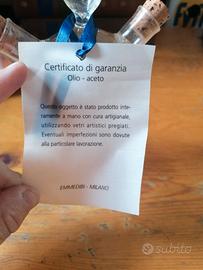 Certificato di garanzia
Olio - aceto
Questo oggetto è stato prodotto inte-
ramente a mano con cura artigianale,
utilizzando vetri artistici pregiati.
Eventuali imperfezioni sono dovute
alla particolare lavorazione.
EMMEDIBI - MILANO
subito